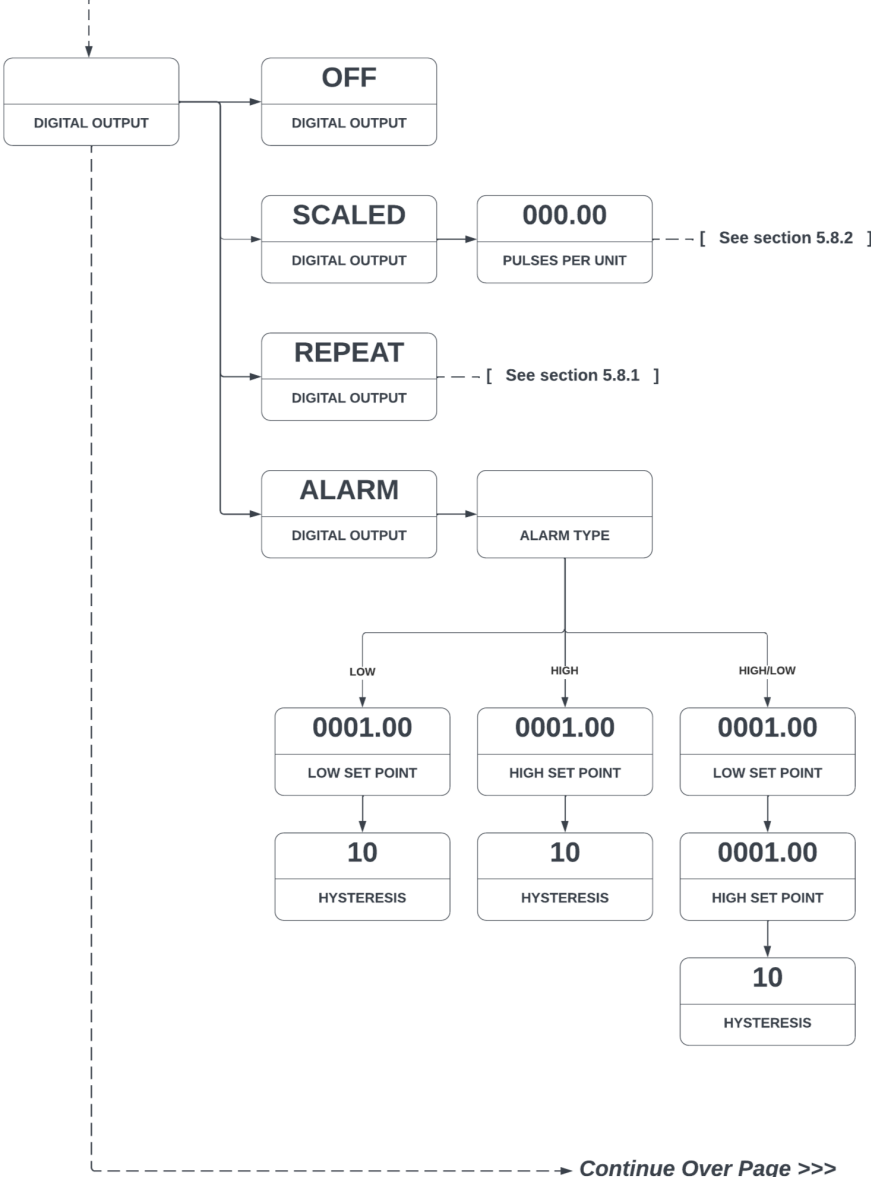 OFF
DIGITAL OUTPUT
DIGITAL OUTPUT
SCALED
DIGITAL OUTPUT
000.00
PULSES PER UNIT
[ See section 5.8.2 ]
REPEAT
DIGITAL OUTPUT
[ See section 5.8.1 ]
ALARM
DIGITAL OUTPUT
ALARM TYPE
LOW
HIGH
HIGH/LOW
0001.00
LOW SET POINT
0001.00
HIGH SET POINT
0001.00
LOW SET POINT
10
HYSTERESIS
10
HYSTERESIS
0001.00
HIGH SET POINT
10
HYSTERESIS
Continue Over Page >>>